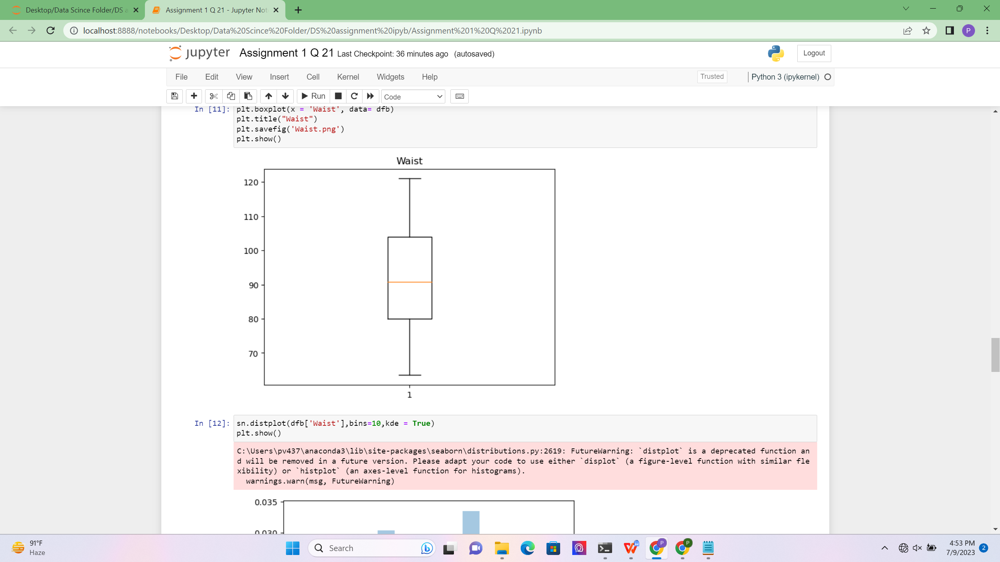 Desktop/Data Scince Folder/DS a
Assignment 1 Q 21 - Jupyter Not
localhost:8888/notebooks/Desktop/Data%20Scince%20Folder/DS%20assignment%20ipyb/Assignment%201%20Q%2021.ipynb
P
jupyter Assignment 1 Q 21 Last Checkpoint: 36 minutes ago (autosaved)
Logout
File Edit View Insert Cell Kernel Widgets Help
Trusted
Python 3 (ipykernel)
Run
Code
In [11]: plt.boxplot(x = 'Waist', data= dfb)
plt.title("Waist")
plt.savefig('Waist.png')
plt.show()
Waist
120
110
100
90
80
70
1
In [12]: sn.distplot(dfb['Waist'],bins=10,kde = True)
plt.show()
C:\Users\pv437\anaconda3\lib\site-packages\seaborn\distributions.py:2619: FutureWarning: `distplot` is a deprecated function an
d will be removed in a future version. Please adapt your code to use either `displot` (a figure-level function with similar fle
xibility) or `histplot` (an axes-level function for histograms).
warnings.warn(msg, FutureWarning)
0.035
0.030
91°F
Haze
Search
P
P
4:53 PM
7/9/2023
2